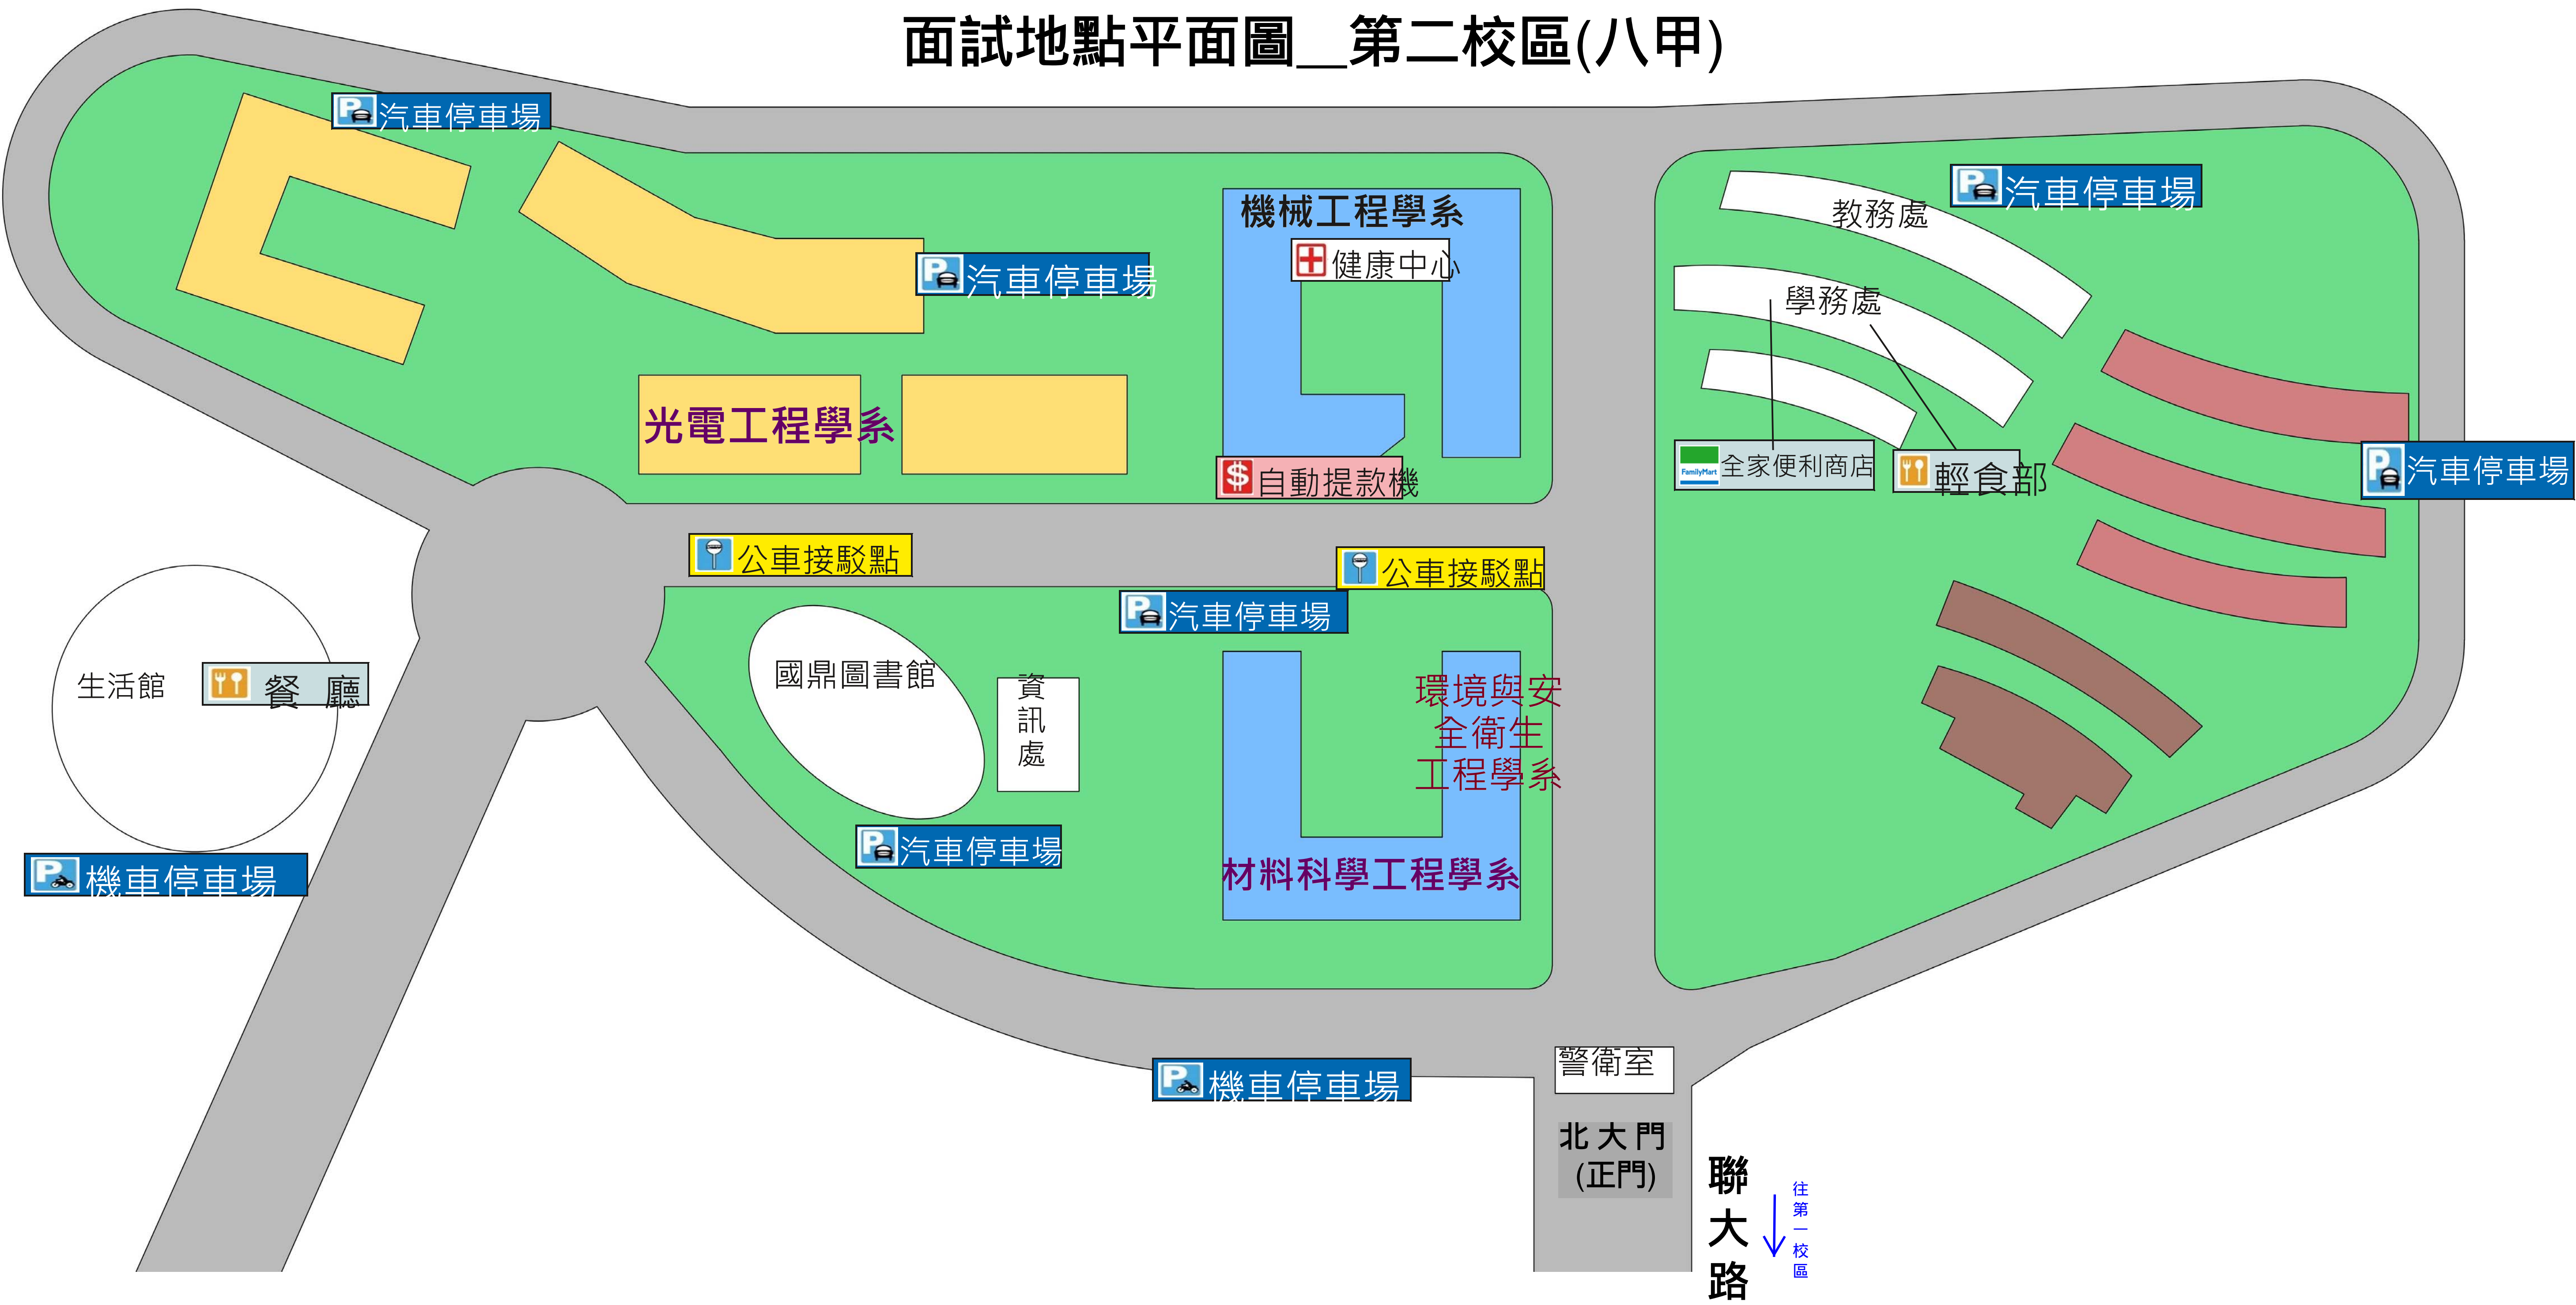 面試地點平面圖__第二校區(八甲)
P 汽車停車場
P 汽車停車場
機械工程學系
教務處
健康中心
P 汽車停車場
學務處
光電工程學系
FamilyMart 全家便利商店
輕食部
P 汽車停車場
$ 自動提款機
公車接駁點
公車接駁點
P 汽車停車場
生活館
餐 廳
國鼎圖書館
資訊處
環境與安
全衛生
工程學系
P 汽車停車場
材料科學工程學系
P 機車停車場
P 機車停車場
警衛室
北大門
(正門)
聯大路
往第一校區